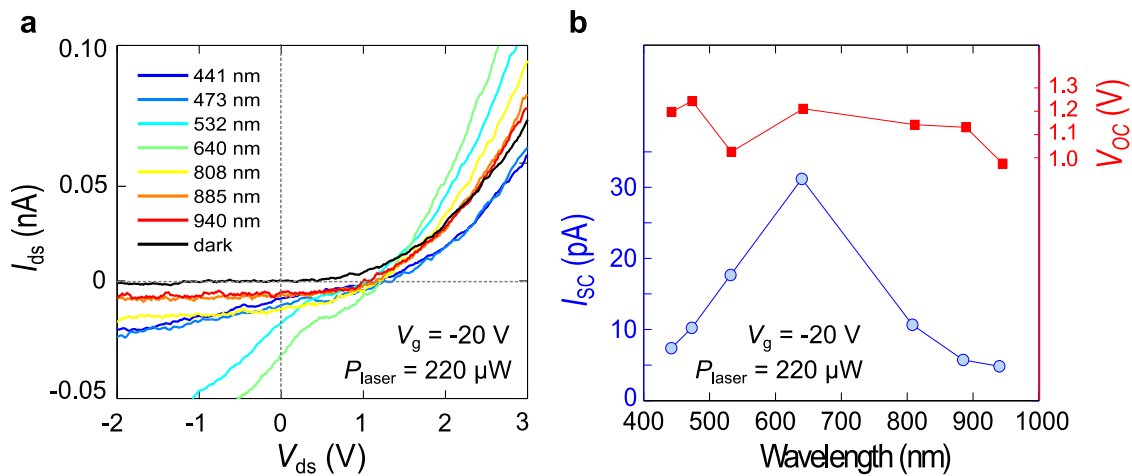 a
0.10
0.05
0
-0.05
I_ds (nA)
441 nm
473 nm
532 nm
640 nm
808 nm
885 nm
940 nm
dark
V_g = -20 V
P_laser = 220 µW
-2 -1 0 1 2 3
V_ds (V)
b
30
20
10
0
I_SC (pA)
1.3
1.2
1.1
1.0
V_OC (V)
V_g = -20 V
P_laser = 220 µW
400 500 600 700 800 900 1000
Wavelength (nm)